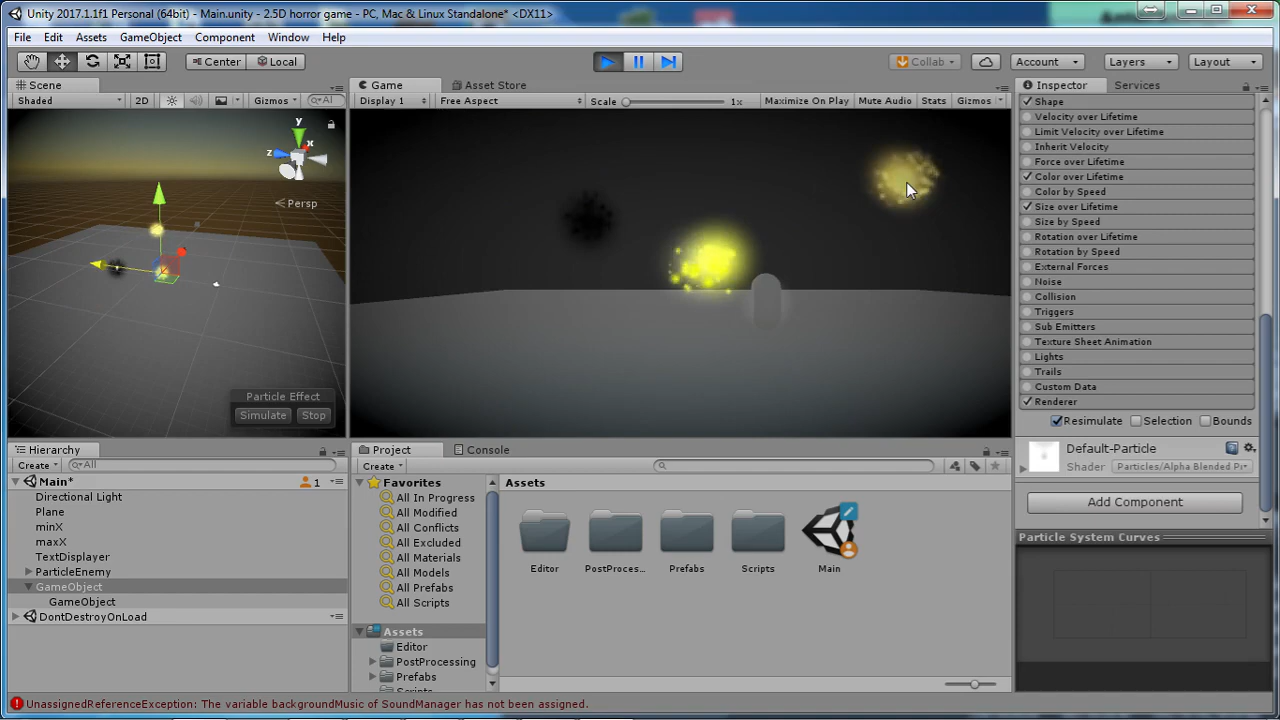 Unity 2017.1.1f1 Personal (64bit) - Main.unity - 2.5D horror game - PC, Mac & Linux Standalone* <DX11>
File Edit Assets GameObject Component Window Help
Center Local Collab Account Layers Layout
Scene Game Asset Store Inspector Services
Shaded 2D Gizmos Al Display 1 Free Aspect Scale 1x Maximize On Play Mute Audio Stats Gizmos
Shape
Velocity over Lifetime
Limit Velocity over Lifetime
Inherit Velocity
Force over Lifetime
Color over Lifetime
Color by Speed
Size over Lifetime
Size by Speed
Rotation over Lifetime
Rotation by Speed
External Forces
Noise
Collision
Triggers
Sub Emitters
Texture Sheet Animation
Lights
Trails
Custom Data
Renderer
Resimulate Selection Bounds
Default-Particle
Shader Particles/Alpha Blended Pr
Add Component
Particle System Curves
y
x
z
Persp
Particle Effect
Simulate Stop
Hierarchy
Create All
Main* 1
Directional Light
Plane
minX
maxX
TextDisplayer
ParticleEnemy
GameObject
GameObject
DontDestroyOnLoad
Project Console
Create
Favorites
All In Progress
All Modified
All Conflicts
All Excluded
All Materials
All Models
All Prefabs
All Scripts
Assets
Editor
PostProcessing
Prefabs
Scripts
Assets
Editor PostProces... Prefabs Scripts Main
UnassignedReferenceException: The variable backgroundMusic of SoundManager has not been assigned.